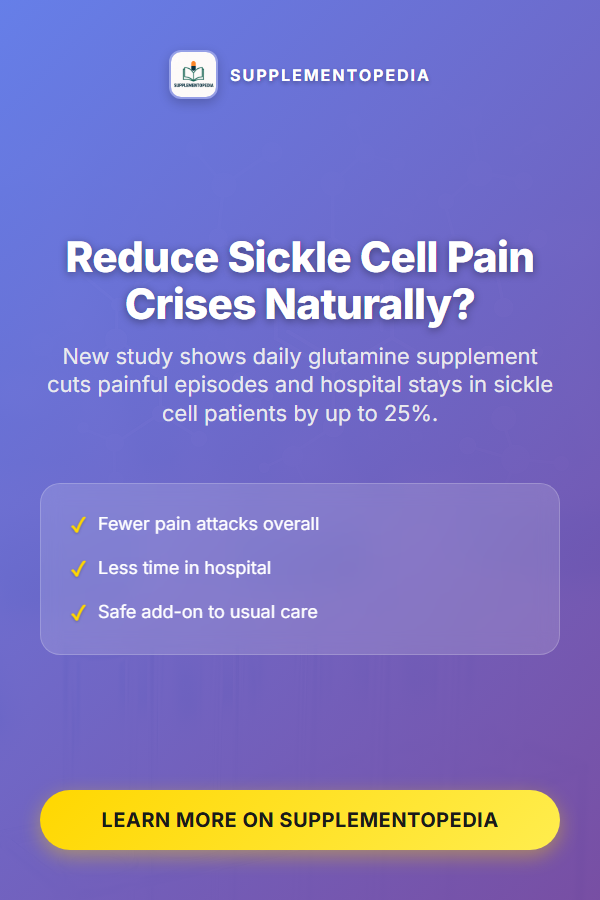 SUPPLEMENTOPEDIA
SUPPLEMENTOPEDIA
Reduce Sickle Cell Pain
Crises Naturally?
New study shows daily glutamine supplement
cuts painful episodes and hospital stays in sickle
cell patients by up to 25%.
✓ Fewer pain attacks overall
✓ Less time in hospital
✓ Safe add-on to usual care
LEARN MORE ON SUPPLEMENTOPEDIA